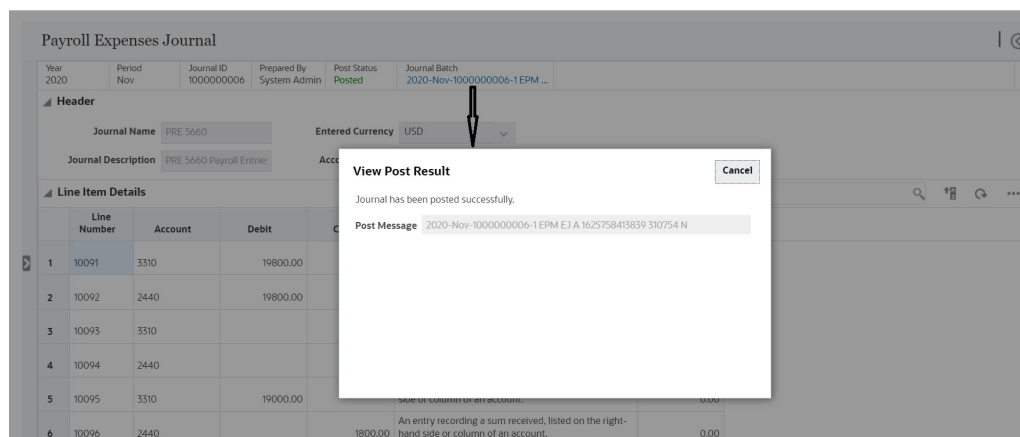 Payroll Expenses Journal
Year Period Journal ID Prepared By Post Status Journal Batch
2020 Nov 1000000006 System Admin Posted 2020-Nov-1000000006-1 EPM ...
Header
Journal Name PRE 5660 Entered Currency USD
Journal Description PRE 5660 Payroll Entrie
View Post Result Cancel
Journal has been posted successfully.
Post Message 2020-Nov-1000000006-1 EPM EJ A 1625758413839 310754 N
Line Item Details
Line Number Account Debit
1 10091 3310 19800.00
2 10092 2440 19800.00
3 10093 3310
4 10094 2440
5 10095 3310 19000.00 side or column of an account. 0.00
An entry recording a sum received, listed on the right-
6 10096 2440 1800.00 hand side or column of an account. 0.00